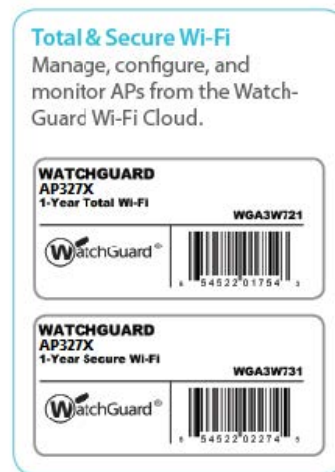 Total & Secure Wi-Fi
Manage, configure, and
monitor APs from the Watch-
Guard Wi-Fi Cloud.
WATCHGUARD
AP327X
1-Year Total Wi-Fi
WGA3W721
WatchGuard®
6 54522 01754 3
WATCHGUARD
AP327X
1-Year Secure Wi-Fi
WGA3W731
WatchGuard®
54522 02274